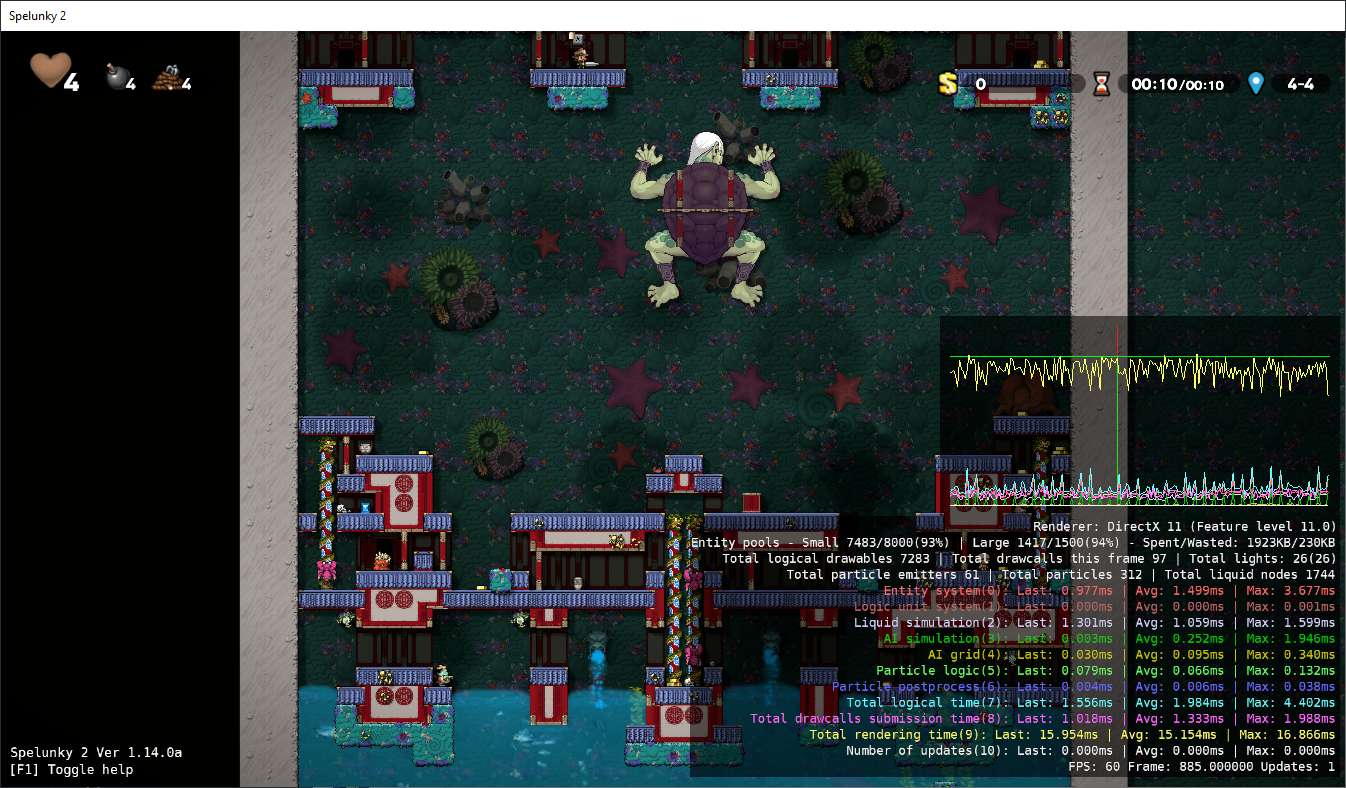 Spelunky 2
4 4 4 0 00:10/00:10 4-4
Renderer: DirectX 11 (Feature level 11.0)
Entity pools - Small 7483/8000(93%) | Large 1417/1500(94%) - Spent/Wasted: 1923KB/230KB
Total logical drawables 7283 | Total drawcalls this frame 97 | Total lights: 26(26)
Total particle emitters 61 | Total particles 312 | Total liquid nodes 1744
Entity system(0): Last: 0.977ms | Avg: 1.499ms | Max: 3.677ms
Logic unit system(1): Last: 0.000ms | Avg: 0.000ms | Max: 0.001ms
Liquid simulation(2): Last: 1.301ms | Avg: 1.059ms | Max: 1.599ms
AI simulation(3): Last: 0.003ms | Avg: 0.252ms | Max: 1.946ms
AI grid(4): Last: 0.030ms | Avg: 0.095ms | Max: 0.340ms
Particle logic(5): Last: 0.079ms | Avg: 0.066ms | Max: 0.132ms
Particle postprocess(6): Last: 0.004ms | Avg: 0.006ms | Max: 0.038ms
Total logical time(7): Last: 1.556ms | Avg: 1.984ms | Max: 4.402ms
Total drawcalls submission time(8): Last: 1.018ms | Avg: 1.333ms | Max: 1.988ms
Total rendering time(9): Last: 15.954ms | Avg: 15.154ms | Max: 16.866ms
Number of updates(10): Last: 0.000ms | Avg: 0.000ms | Max: 0.000ms
FPS: 60 Frame: 885.000000 Updates: 1
Spelunky 2 Ver 1.14.0a
[F1] Toggle help